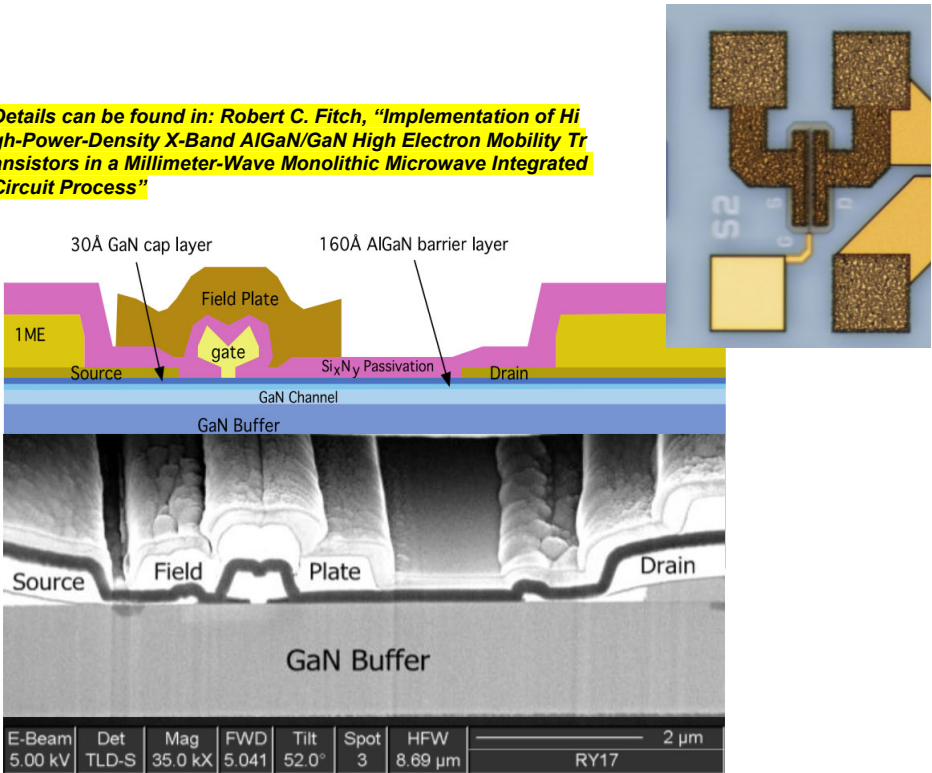 Details can be found in: Robert C. Fitch, “Implementation of Hi
gh-Power-Density X-Band AlGaN/GaN High Electron Mobility Tr
ansistors in a Millimeter-Wave Monolithic Microwave Integrated
Circuit Process”
S2
S
D
G
30Å GaN cap layer
160Å AlGaN barrier layer
Field Plate
1ME
gate
SixNy Passivation
Source
Drain
GaN Channel
GaN Buffer
Source
Field
Plate
Drain
GaN Buffer
E-Beam Det Mag FWD Tilt Spot HFW 2 µm
5.00 kV TLD-S 35.0 kX 5.041 52.0° 3 8.69 µm RY17